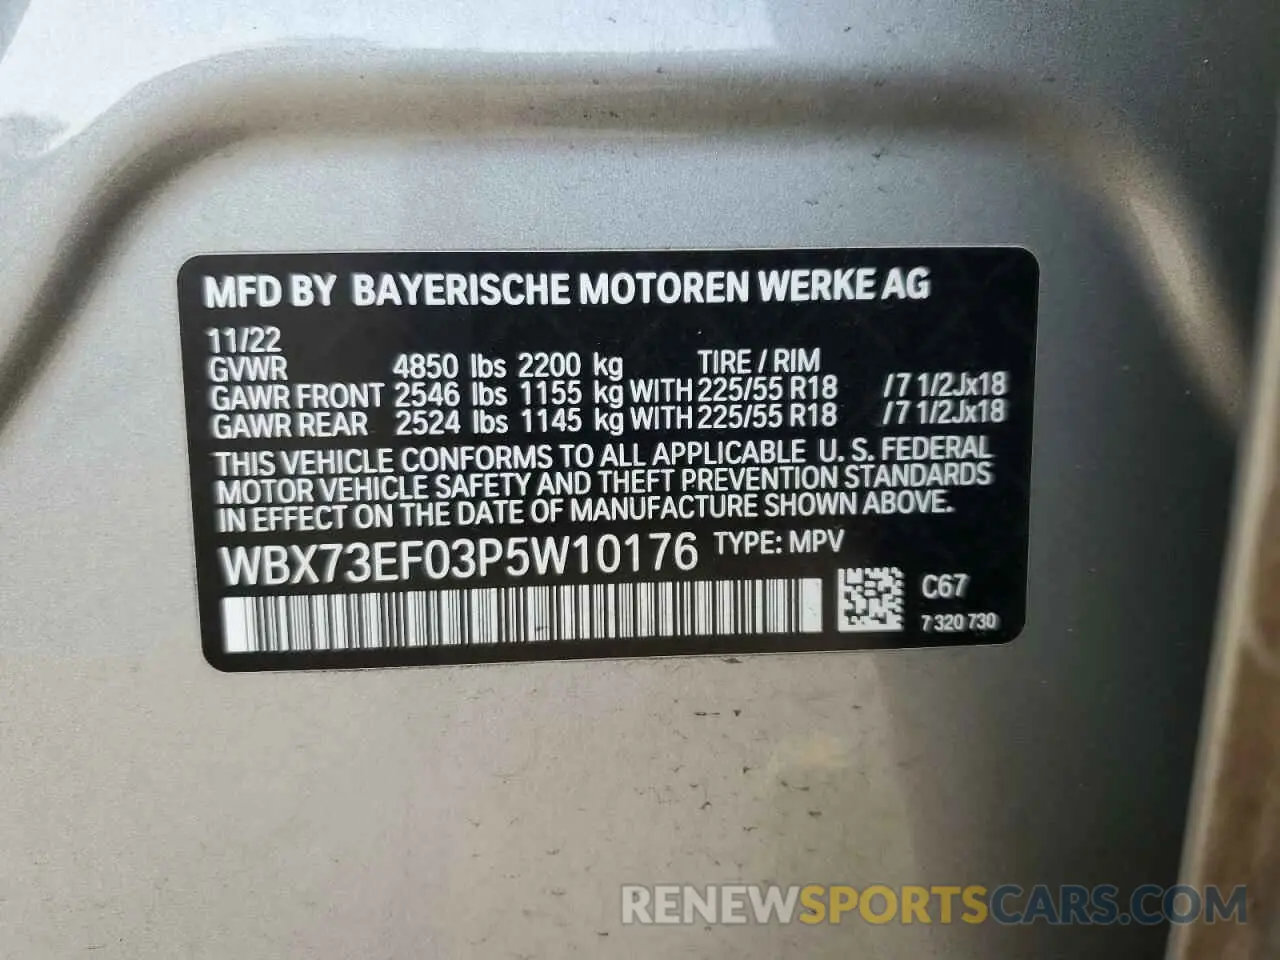 MFD BY BAYERISCHE MOTOREN WERKE AG
11/22
GVWR 4850 lbs 2200 kg TIRE / RIM
GAWR FRONT 2546 lbs 1155 kg WITH 225/55 R18 /7 1/2Jx18
GAWR REAR 2524 lbs 1145 kg WITH 225/55 R18 /7 1/2Jx18
THIS VEHICLE CONFORMS TO ALL APPLICABLE U. S. FEDERAL
MOTOR VEHICLE SAFETY AND THEFT PREVENTION STANDARDS
IN EFFECT ON THE DATE OF MANUFACTURE SHOWN ABOVE.
WBX73EF03P5W10176 TYPE: MPV
C67
7 320 730
RENEWSPORTSCARS.COM